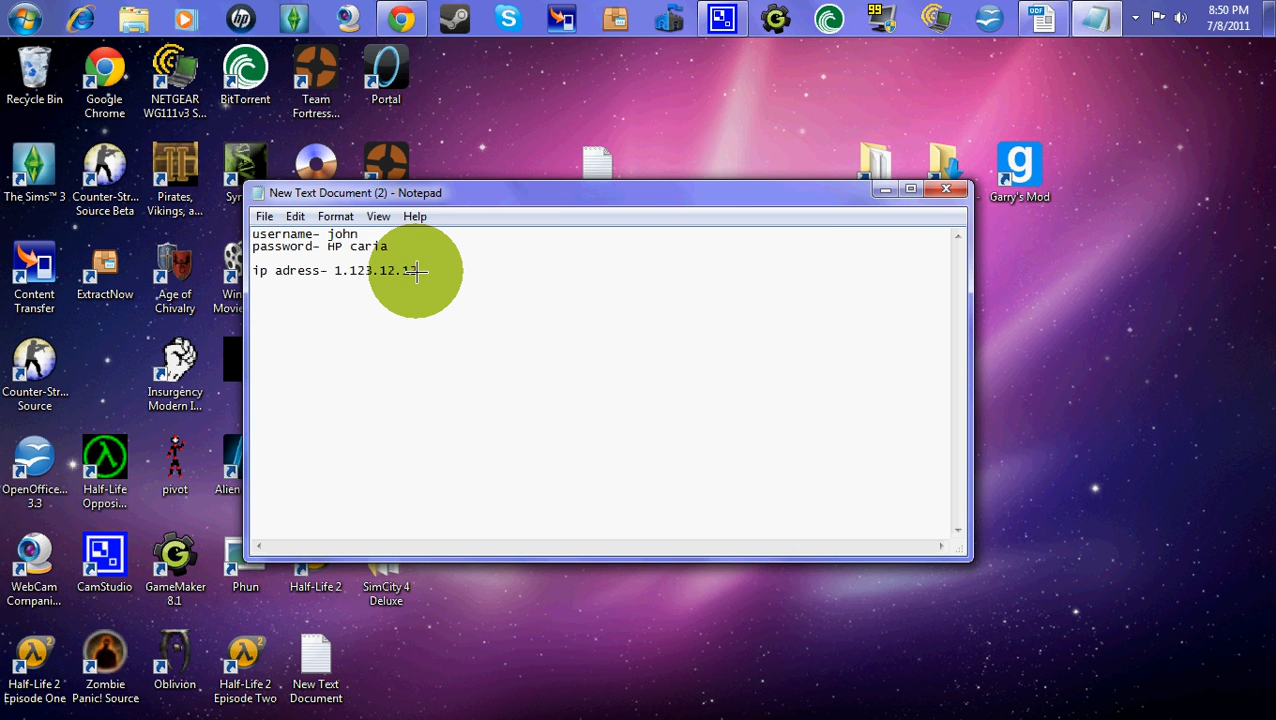 8:50 PM
7/8/2011
99
ODF
Recycle Bin
Google Chrome
NETGEAR WG111v3 S...
BitTorrent
Team Fortress...
Portal
The Sims™ 3
Counter-Str... Source Beta
Pirates, Vikings, a...
Garry's Mod
New Text Document (2) - Notepad
File Edit Format View Help
username- john
password- HP carja
ip adress- 1.123.12.12
Content Transfer
ExtractNow
Age of Chivalry
Counter-Str... Source
Insurgency Modern I...
OpenOffice... 3.3
Half-Life Opposi...
pivot
WebCam Compani...
CamStudio
GameMaker 8.1
Phun
Half-Life 2
SimCity 4 Deluxe
Half-Life 2 Episode One
Zombie Panic! Source
Oblivion
Half-Life 2 Episode Two
New Text Document